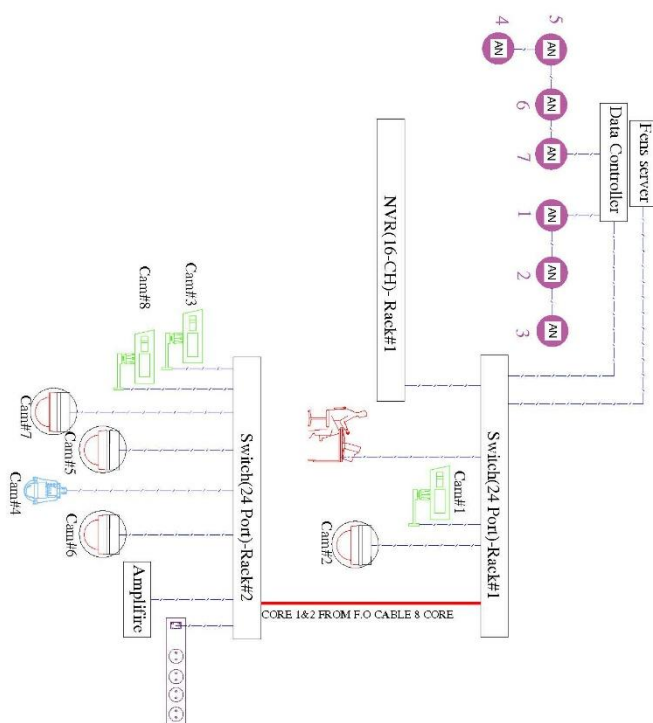 Fens server
Data Controller
4
5
6
7
1
2
3
AN
AN
AN
AN
AN
AN
AN
NVR(16-CH)- Rack#1
Switch(24 Port)-Rack#1
Cam#1
Cam#2
CORE 1&2 FROM F.O CABLE 8 CORE
Switch(24 Port)-Rack#2
Cam#3
Cam#8
Cam#7
Cam#5
Cam#4
Cam#6
Amplifire